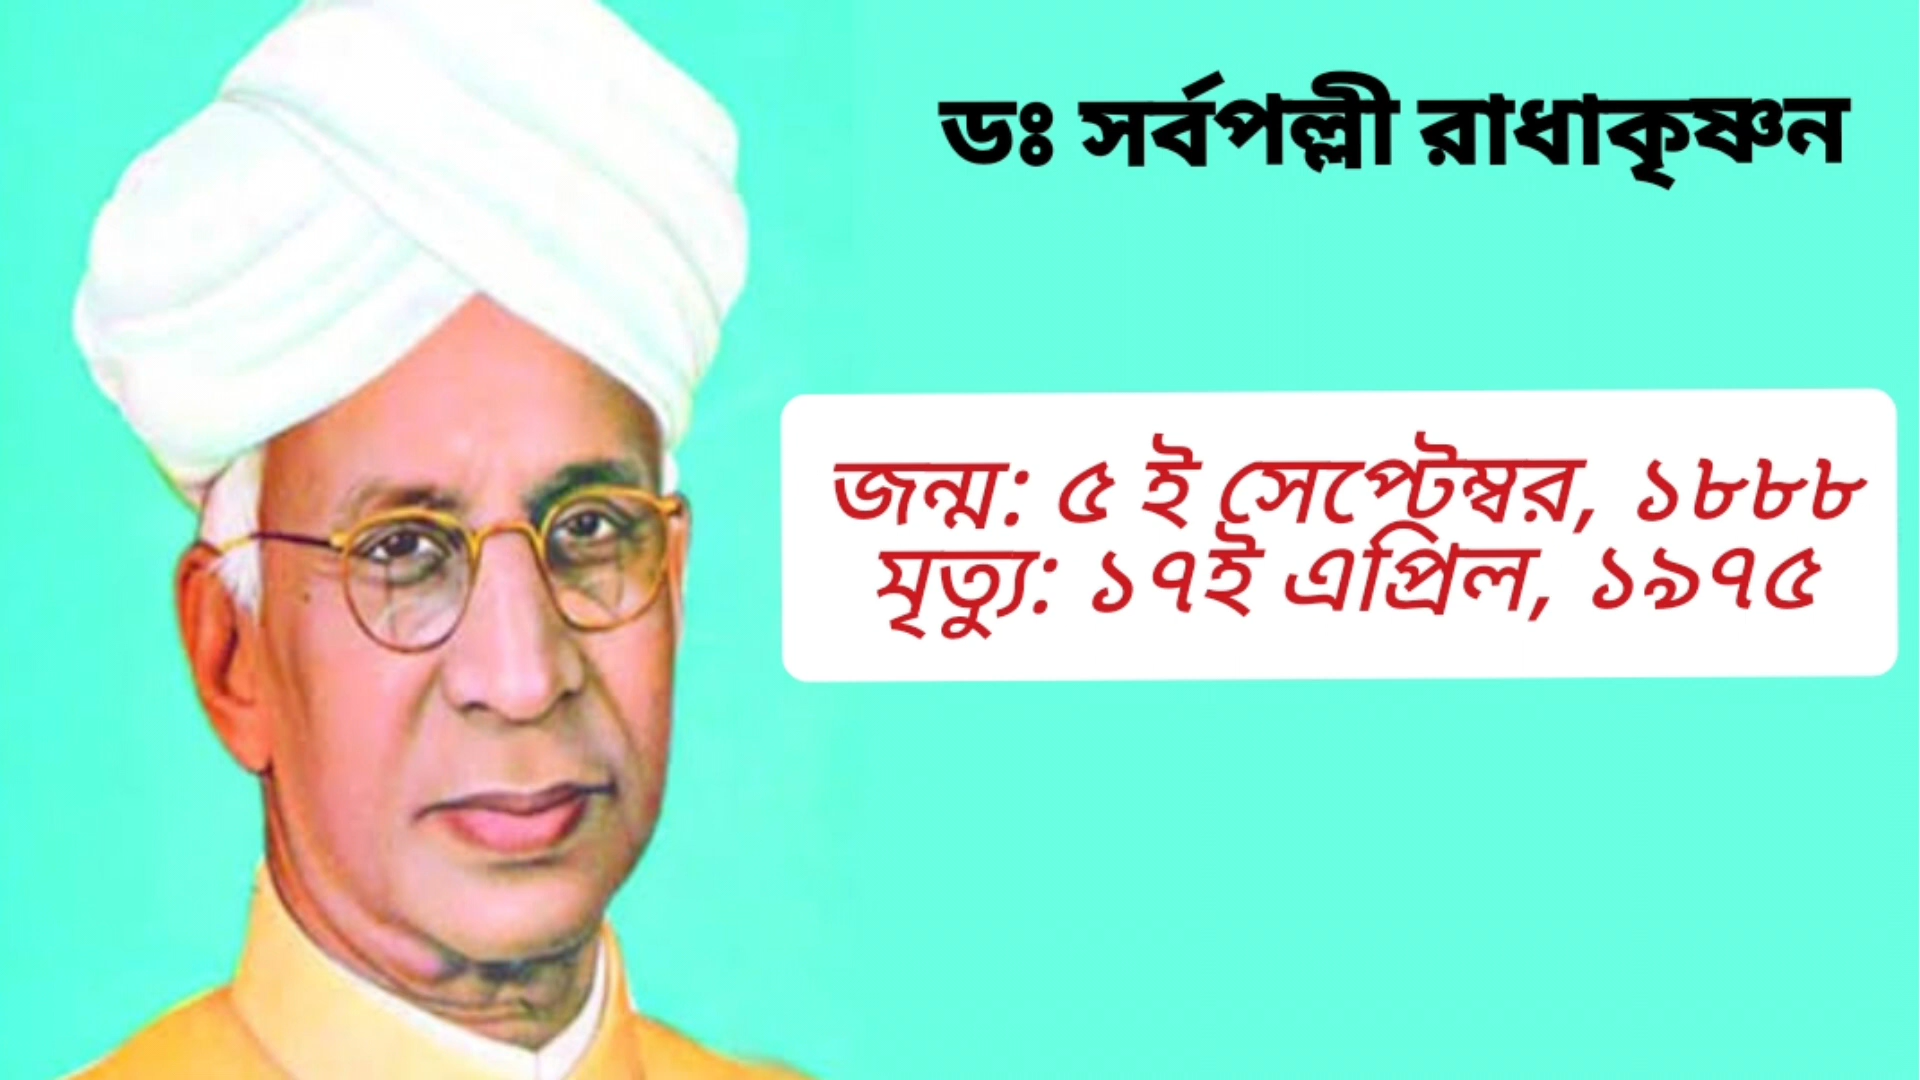 ডঃ সর্বপল্লী রাধাকৃষ্ণন
জন্ম: ৫ ই সেপ্টেম্বর, ১৮৮৮
মৃত্যু: ১৭ই এপ্রিল, ১৯৭৫